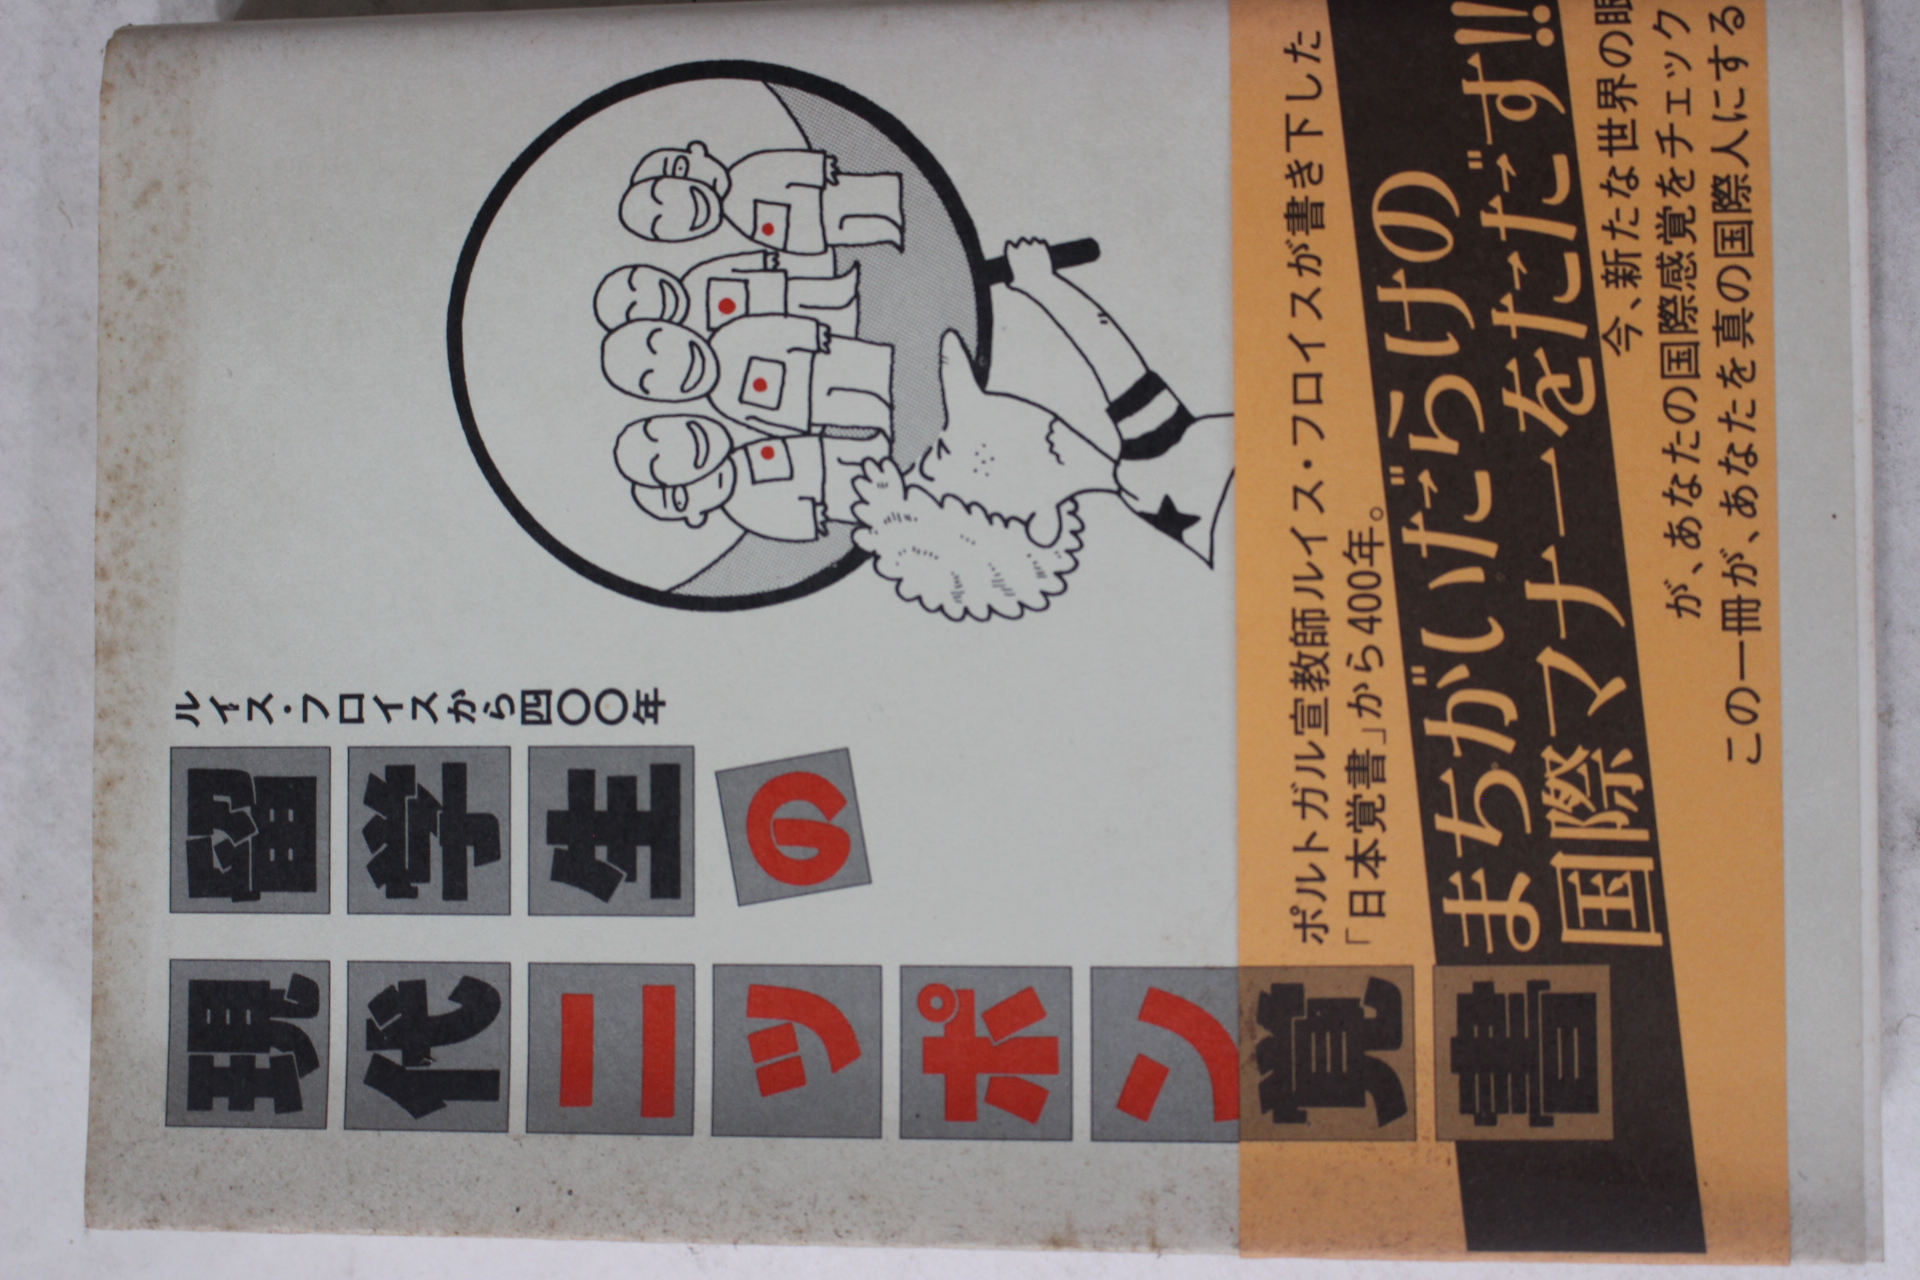 ルイス・フロイスから四〇〇年
留学生の
現代ニッポン覚書
ポルトガル宣教師ルイス・フロイスが書き下した
「日本覚書」から400年。
まちがいだらけの
国際マナーをただす!!
今、新たな世界の眼
が、あなたの国際感覚をチェック
この一冊が、あなたを真の国際人にする